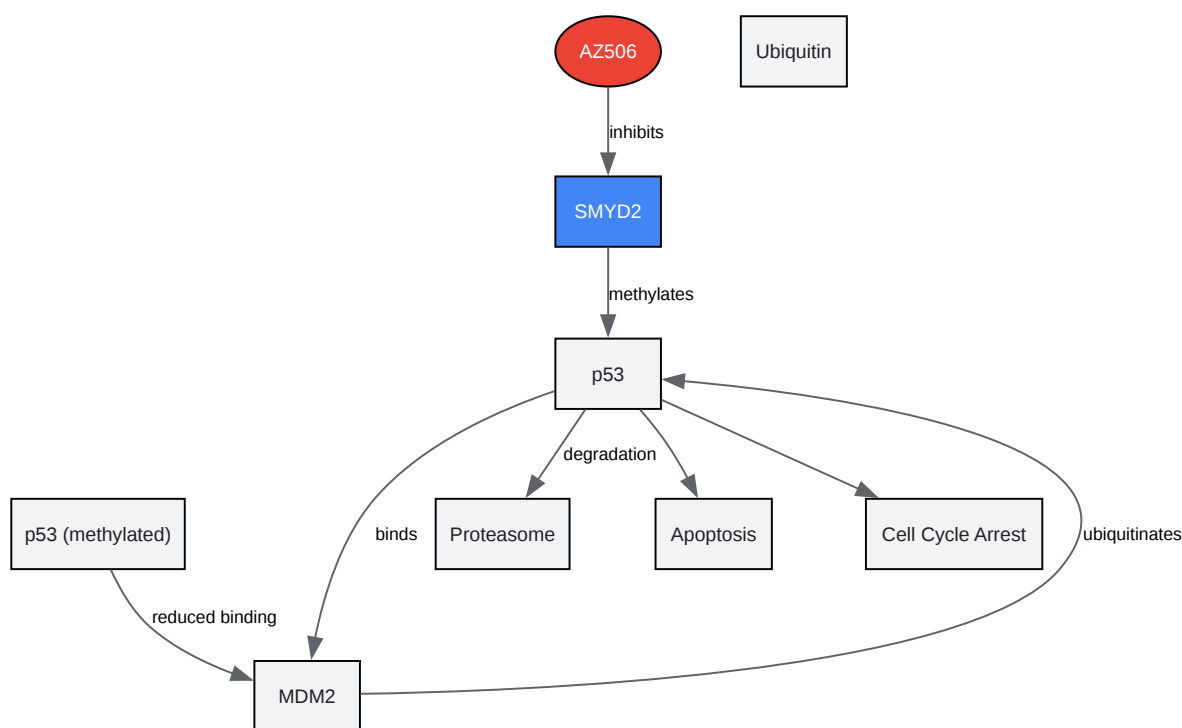 AZ506
Ubiquitin
inhibits
SMYD2
methylates
p53
degradation
p53 (methylated)
binds
Proteasome
Apoptosis
Cell Cycle Arrest
ubiquitinates
reduced binding
MDM2